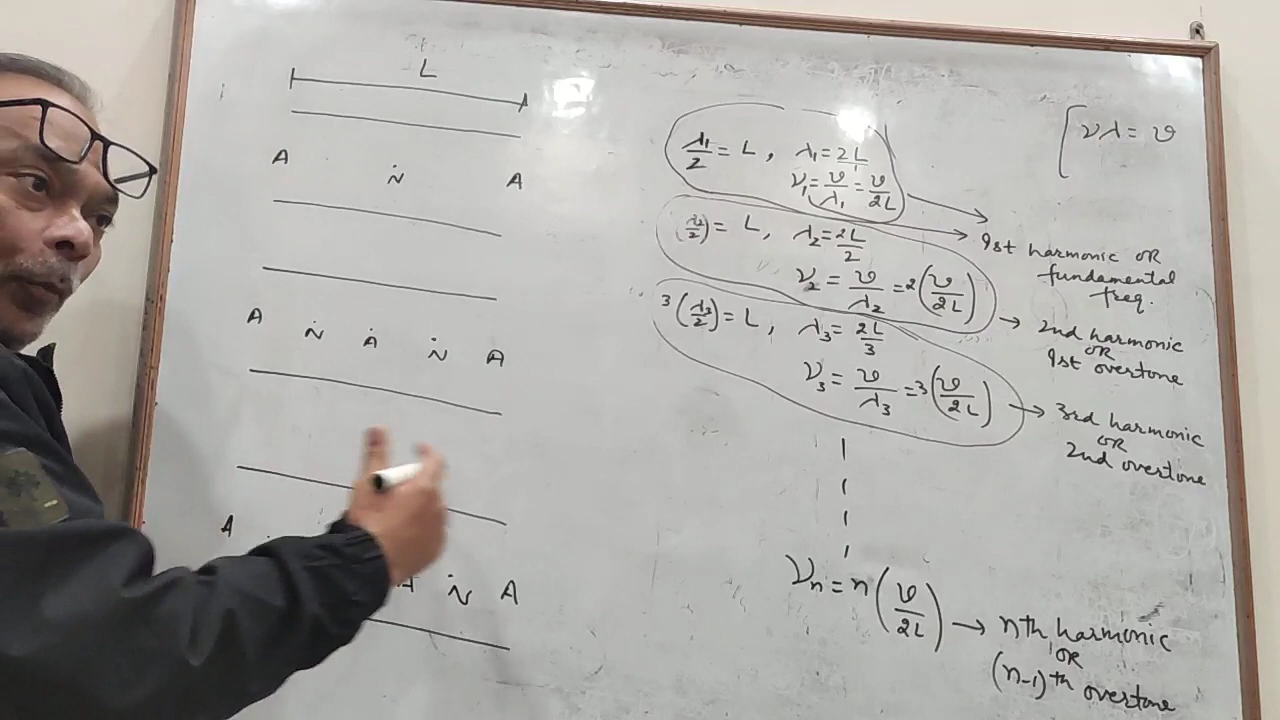 L
A N A
A N A N A
A A N A
λ₁/2 = L, λ₁ = 2L/1
ν₁ = v/λ₁ = v/2L
(λ₂/2) = L, λ₂ = 2L/2
ν₂ = v/λ₂ = 2(v/2L)
3(λ₃/2) = L, λ₃ = 2L/3
ν₃ = v/λ₃ = 3(v/2L)
νₙ = n(v/2L)
νλ = v
1st harmonic OR
fundamental
freq.
2nd harmonic
OR
1st overtone
3rd harmonic
OR
2nd overtone
nth harmonic
OR
(n-1)th overtone